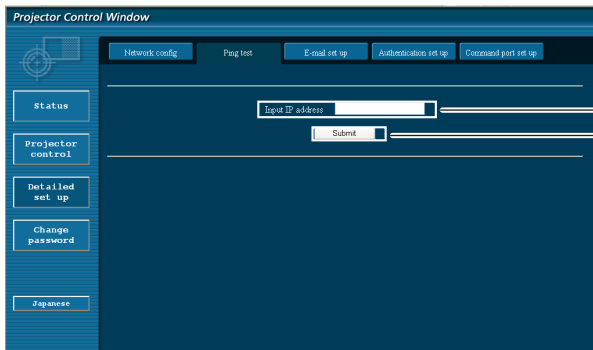 Projector Control Window
Network config
Ping test
E-mail set up
Authentication set up
Command port set up
Status
Projector
control
Detailed
set up
Change
password
Japanese
Input IP address
Submit